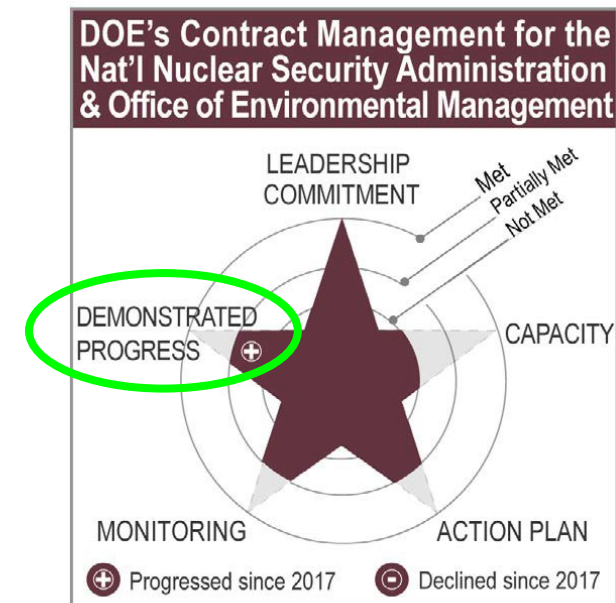 DOE's Contract Management for the
Nat'l Nuclear Security Administration
& Office of Environmental Management
LEADERSHIP
COMMITMENT
Met
Partially Met
Not Met
DEMONSTRATED
PROGRESS
CAPACITY
MONITORING
ACTION PLAN
Progressed since 2017
Declined since 2017